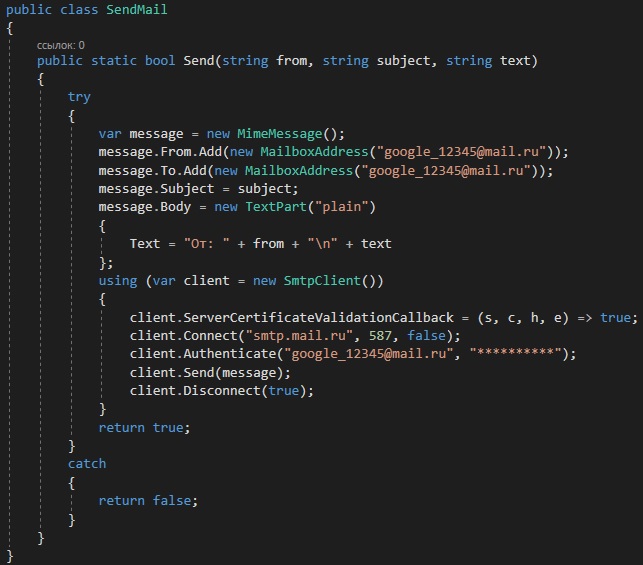 public class SendMail
{
ссылок: 0
public static bool Send(string from, string subject, string text)
{
try
{
var message = new MimeMessage();
message.From.Add(new MailboxAddress("google_12345@mail.ru"));
message.To.Add(new MailboxAddress("google_12345@mail.ru"));
message.Subject = subject;
message.Body = new TextPart("plain")
{
Text = "От: " + from + "\n" + text
};
using (var client = new SmtpClient())
{
client.ServerCertificateValidationCallback = (s, c, h, e) => true;
client.Connect("smtp.mail.ru", 587, false);
client.Authenticate("google_12345@mail.ru", "**********");
client.Send(message);
client.Disconnect(true);
}
return true;
}
catch
{
return false;
}
}
}